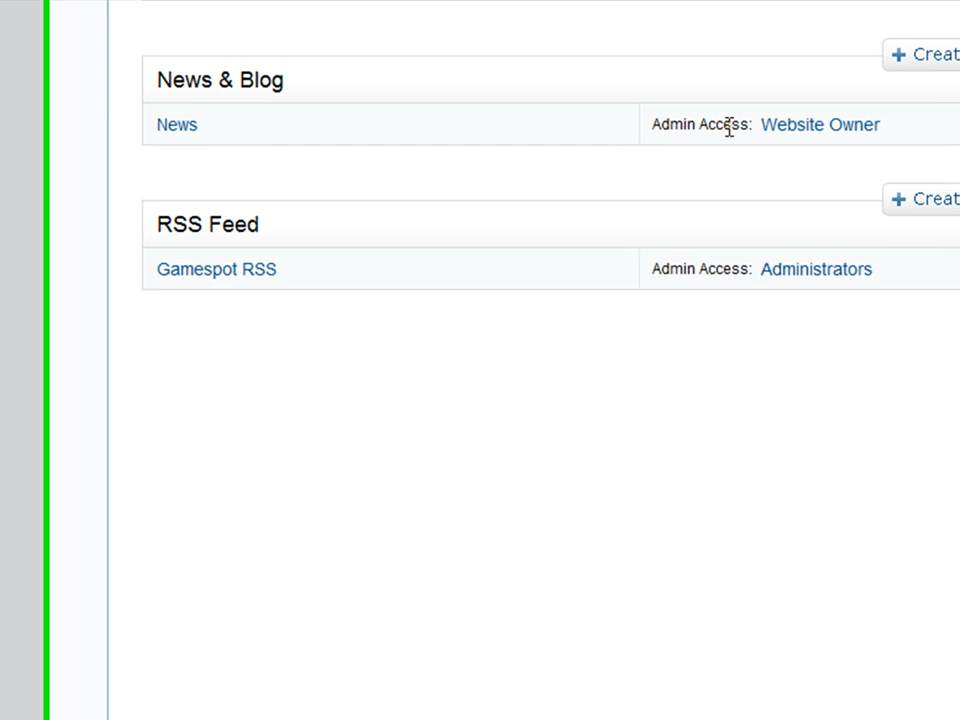 + Creat
News & Blog
News Admin Access: Website Owner
+ Creat
RSS Feed
Gamespot RSS Admin Access: Administrators